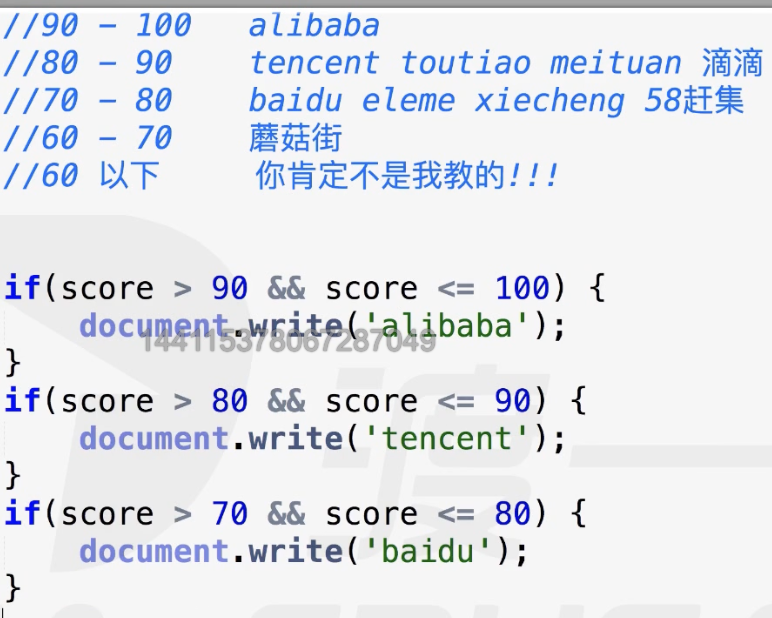 //90 - 100   alibaba
//80 - 90    tencent toutiao meituan 滴滴
//70 - 80    baidu eleme xiecheng 58赶集
//60 - 70    蘑菇街
//60 以下     你肯定不是我教的!!!
if(score > 90 && score <= 100) {
    document.write('alibaba');
144115378067287049
}
if(score > 80 && score <= 90) {
    document.write('tencent');
}
if(score > 70 && score <= 80) {
    document.write('baidu');
}
渡一